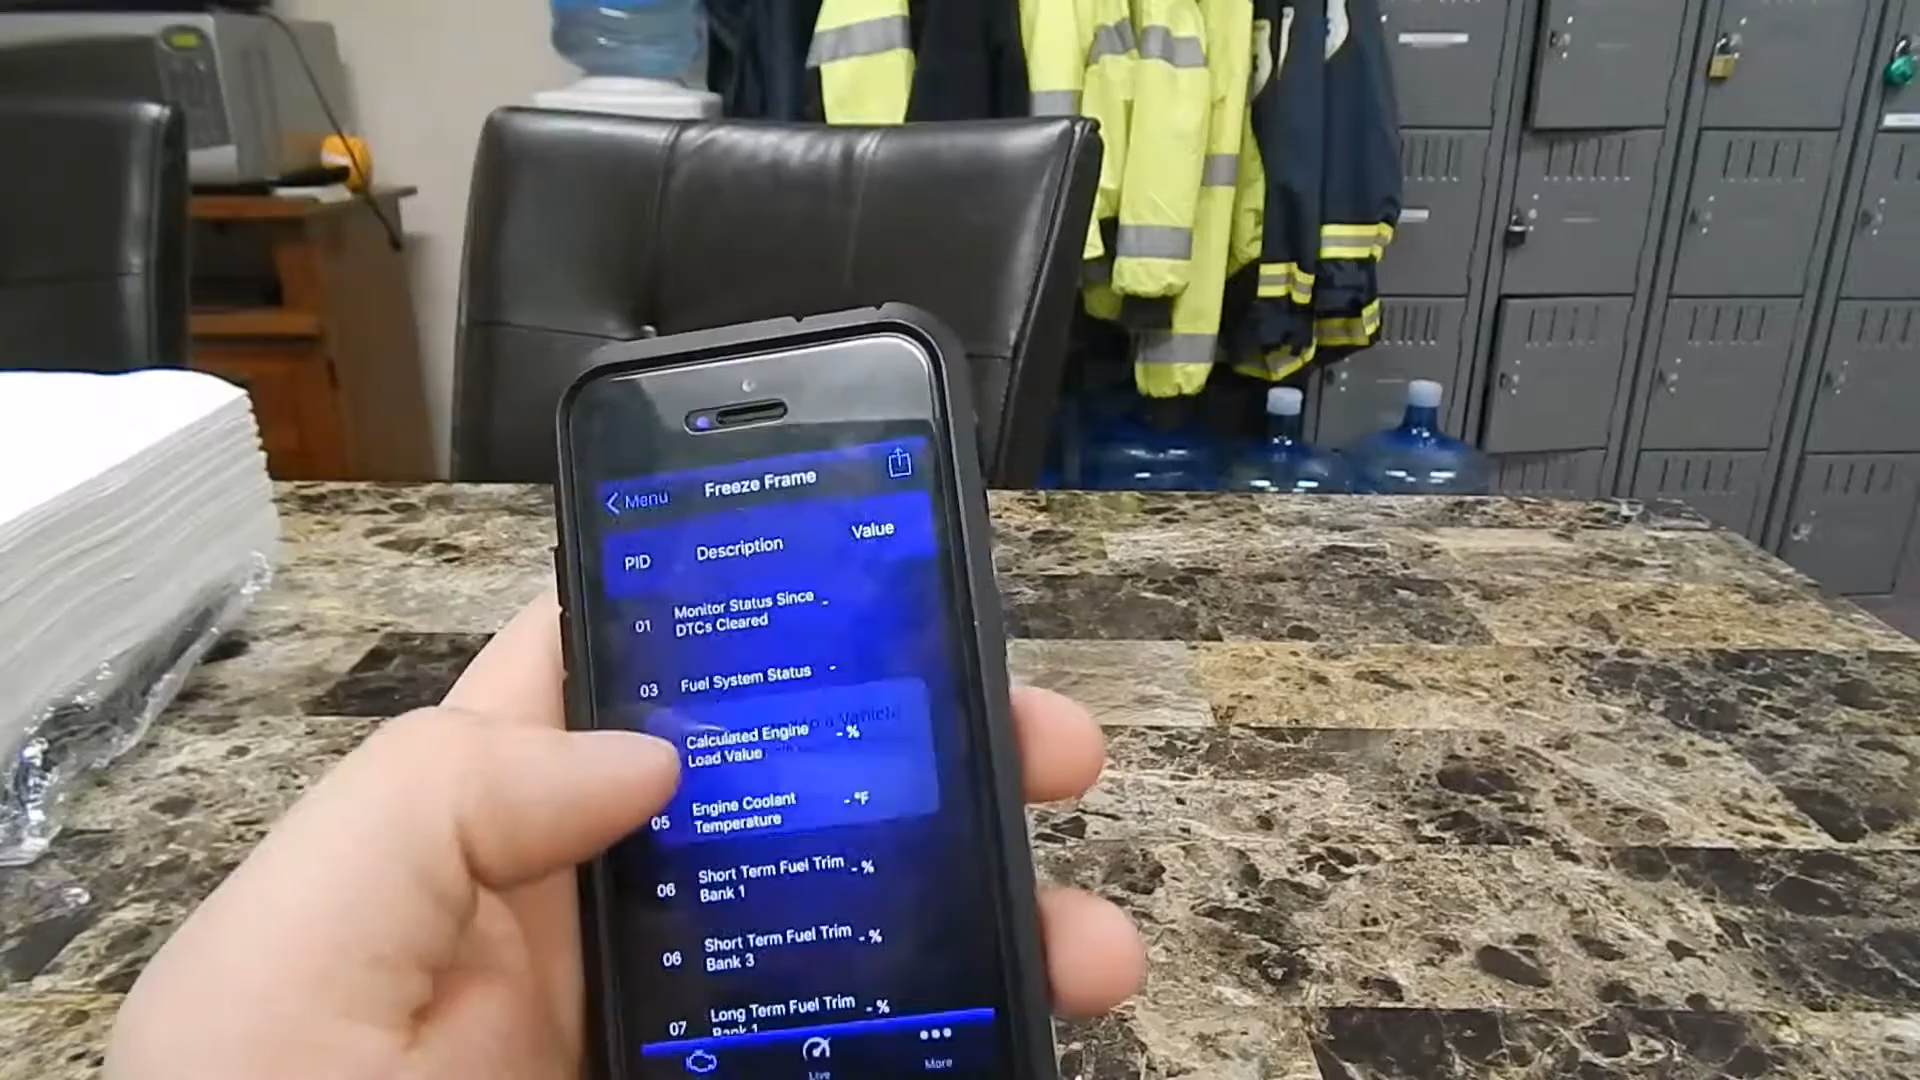 Menu
Freeze Frame
PID Description Value
01 Monitor Status Since
DTCs Cleared -
03 Fuel System Status -
Calculated Engine
Load Value - %
05 Engine Coolant
Temperature - °F
06 Short Term Fuel Trim
Bank 1 - %
06 Short Term Fuel Trim
Bank 3 - %
07 Long Term Fuel Trim
Bank 1 - %
Live
More